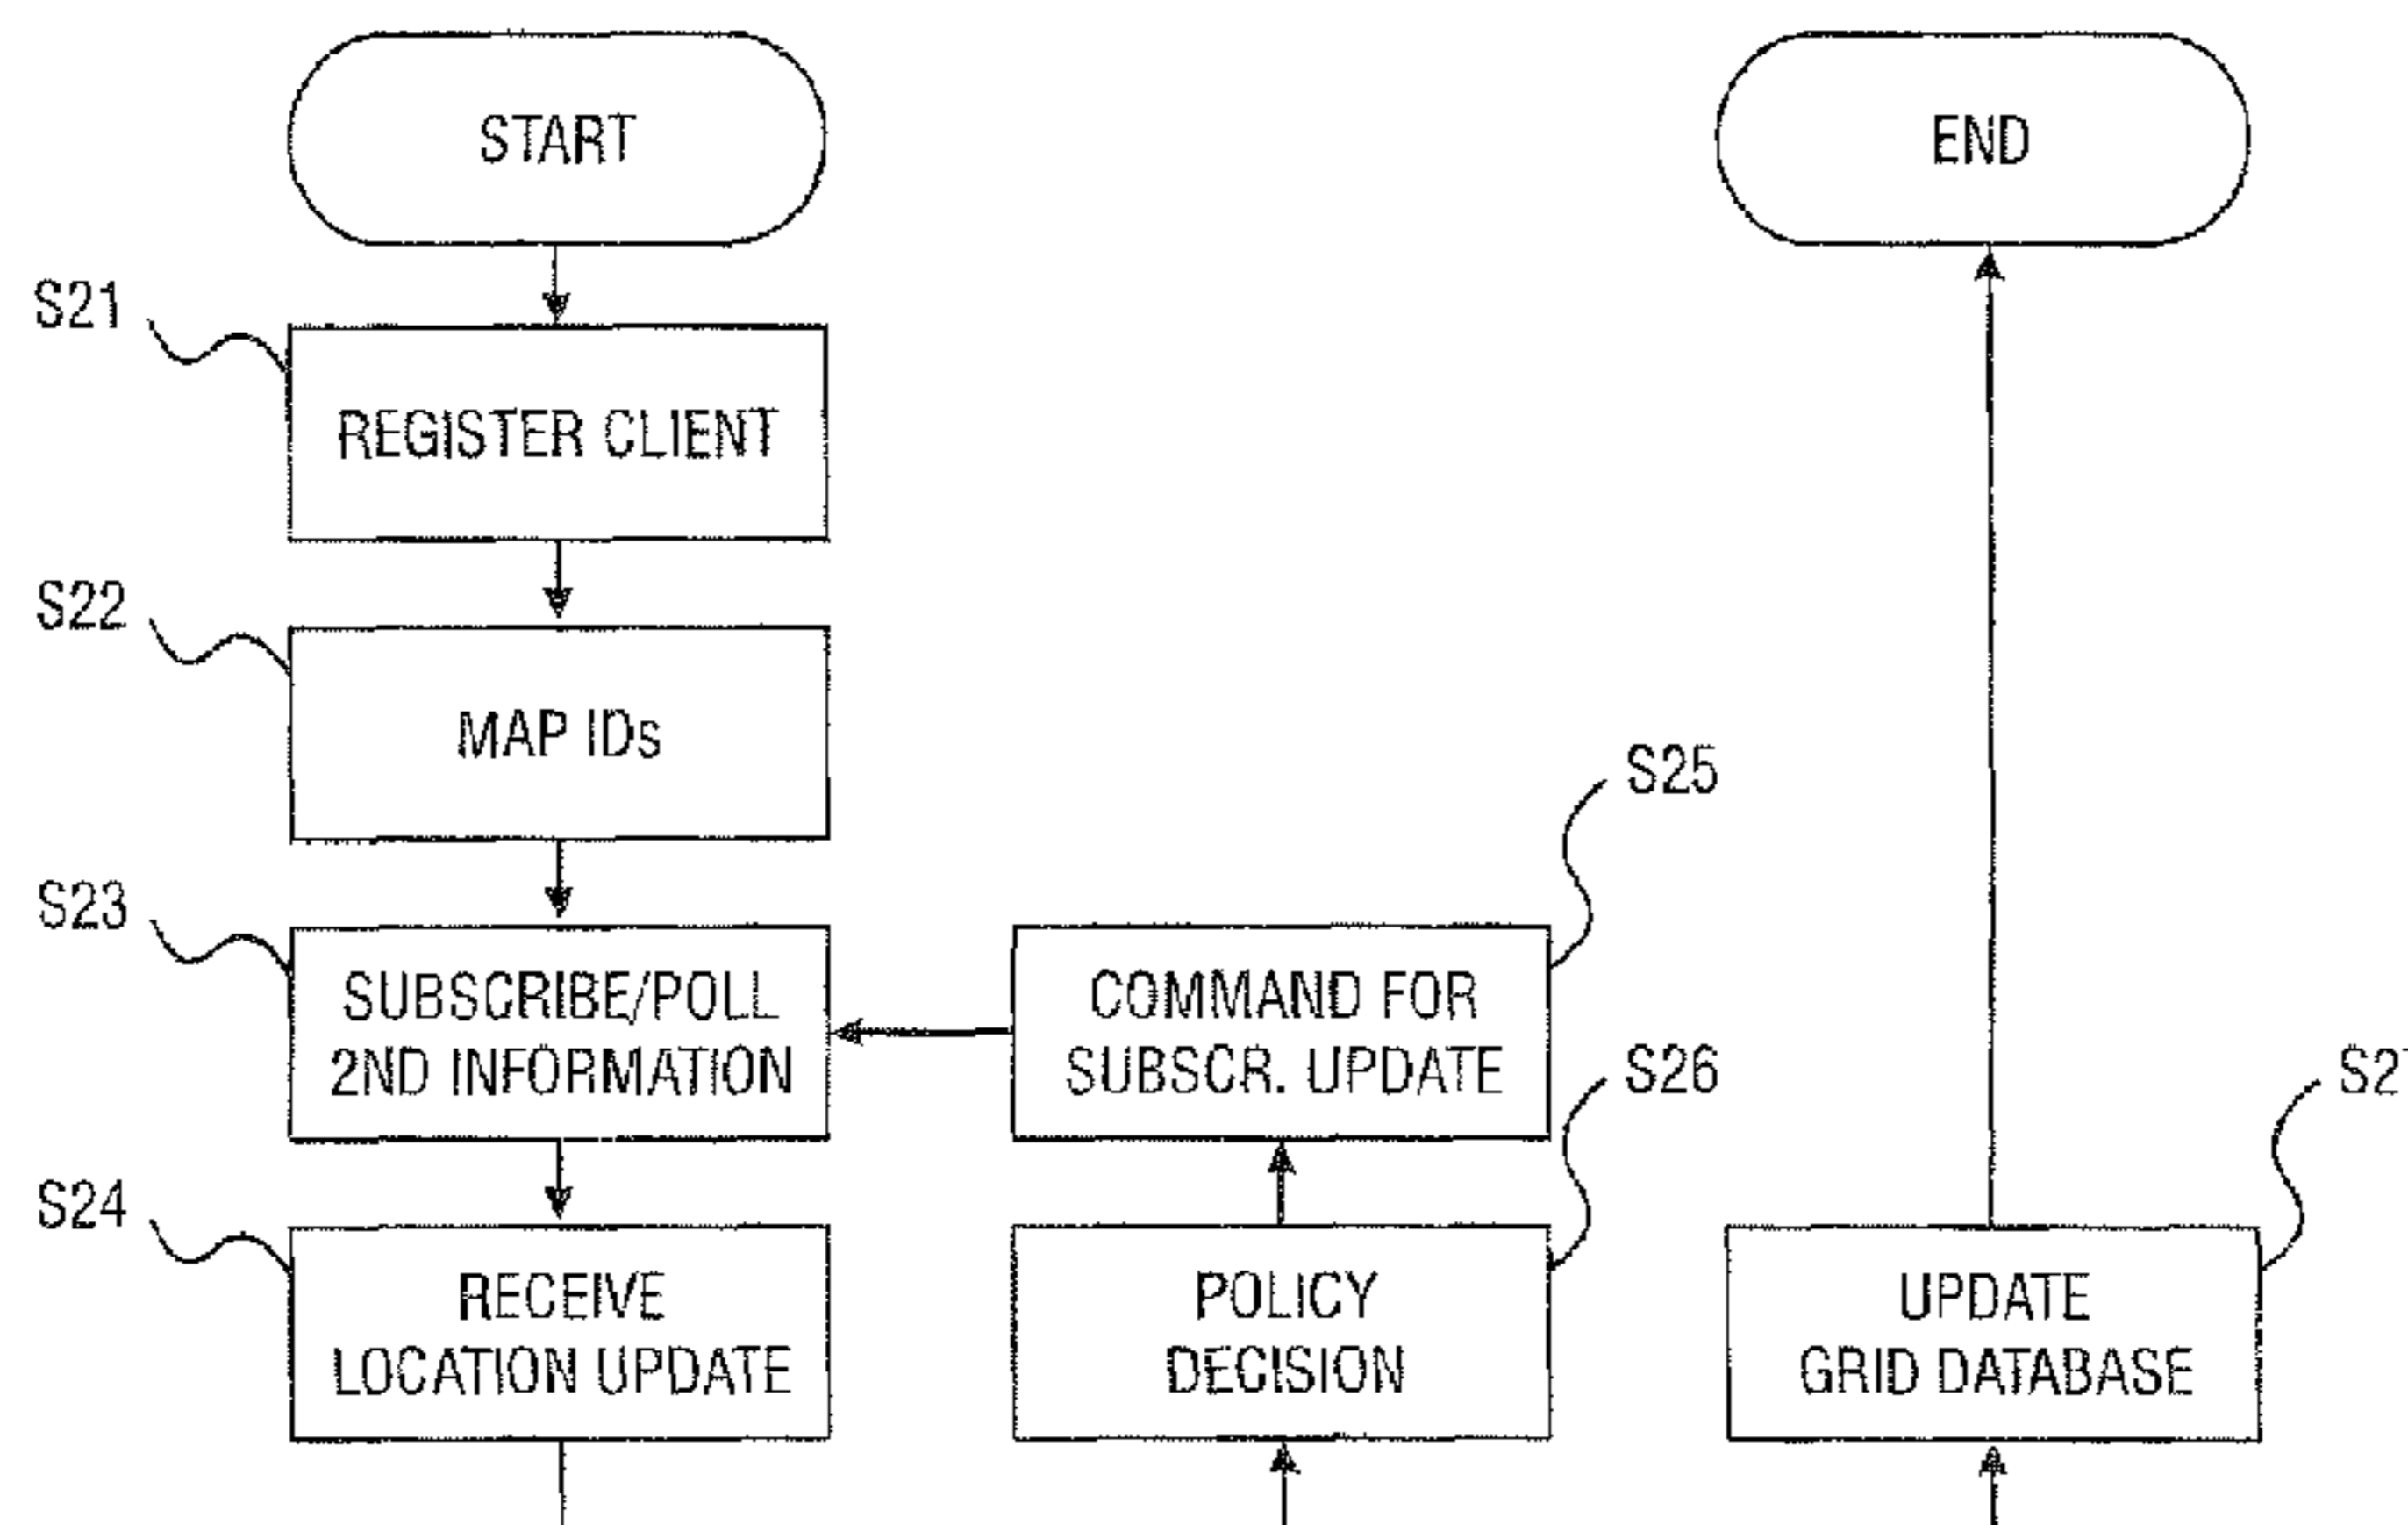 START
END
S21
REGISTER CLIENT
S22
MAP IDs
S25
S23
SUBSCRIBE/POLL
2ND INFORMATION
COMMAND FOR
SUBSCR. UPDATE
S26
S24
RECEIVE
LOCATION UPDATE
POLICY
DECISION
UPDATE
GRID DATABASE